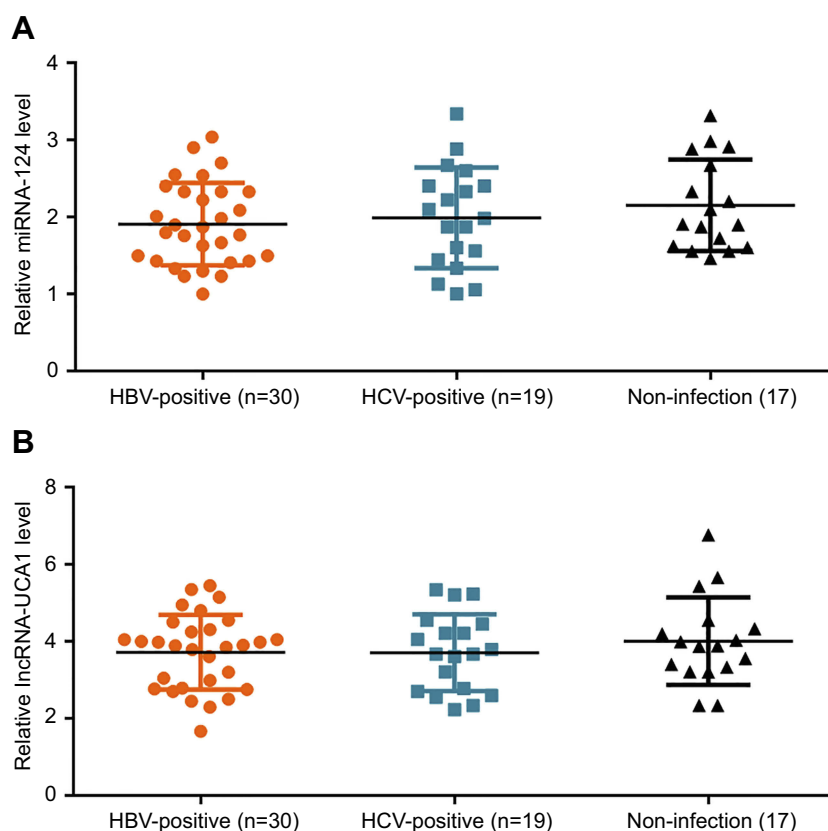 A
Relative miRNA-124 level
4
3
2
1
0
HBV-positive (n=30)
HCV-positive (n=19)
Non-infection (17)
B
Relative lncRNA-UCA1 level
8
6
4
2
0
HBV-positive (n=30)
HCV-positive (n=19)
Non-infection (17)